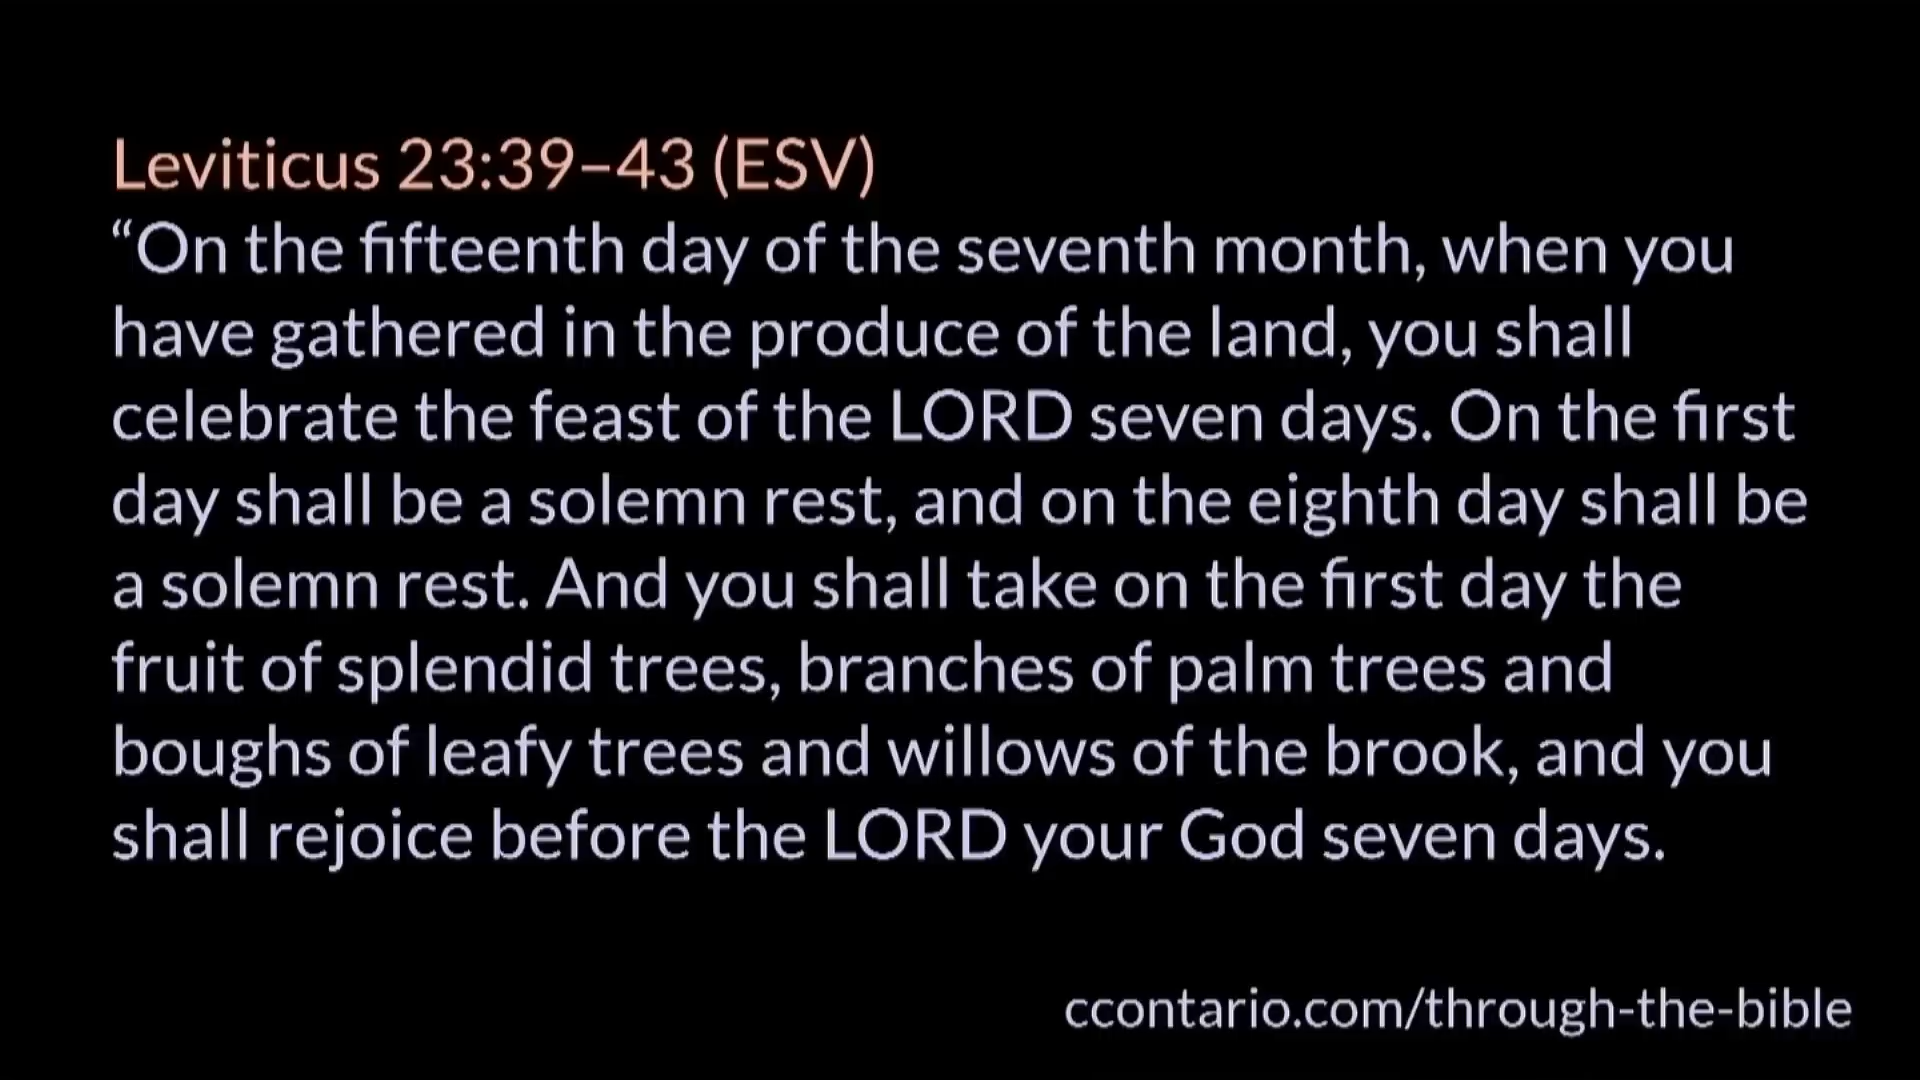 Leviticus 23:39–43 (ESV)
“On the fifteenth day of the seventh month, when you
have gathered in the produce of the land, you shall
celebrate the feast of the LORD seven days. On the first
day shall be a solemn rest, and on the eighth day shall be
a solemn rest. And you shall take on the first day the
fruit of splendid trees, branches of palm trees and
boughs of leafy trees and willows of the brook, and you
shall rejoice before the LORD your God seven days.
ccontario.com/through-the-bible